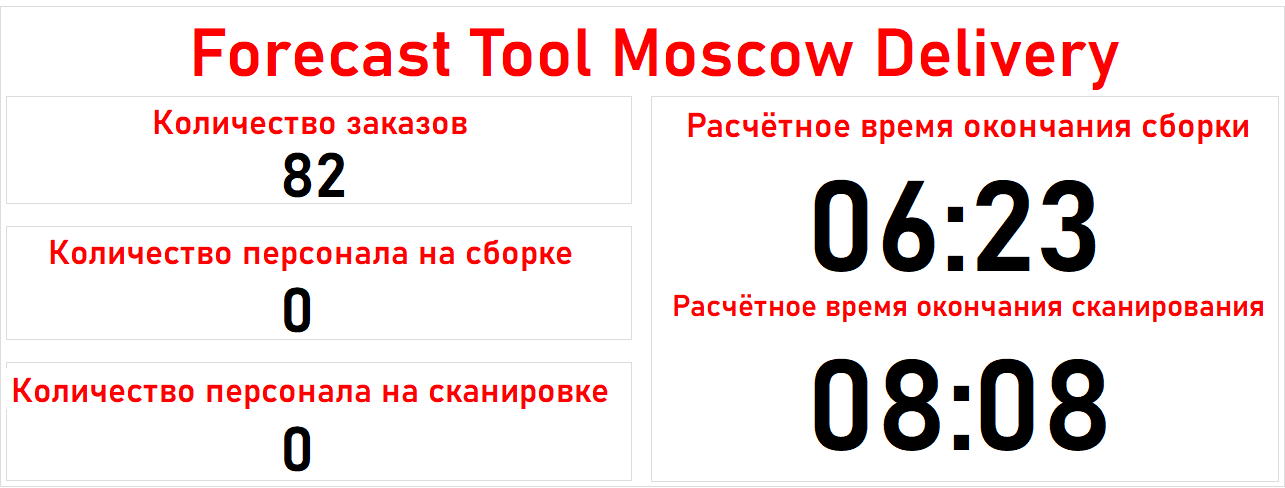 Forecast Tool Moscow Delivery
Количество заказов
82
Количество персонала на сборке
0
Количество персонала на сканировке
0
Расчётное время окончания сборки
06:23
Расчётное время окончания сканирования
08:08